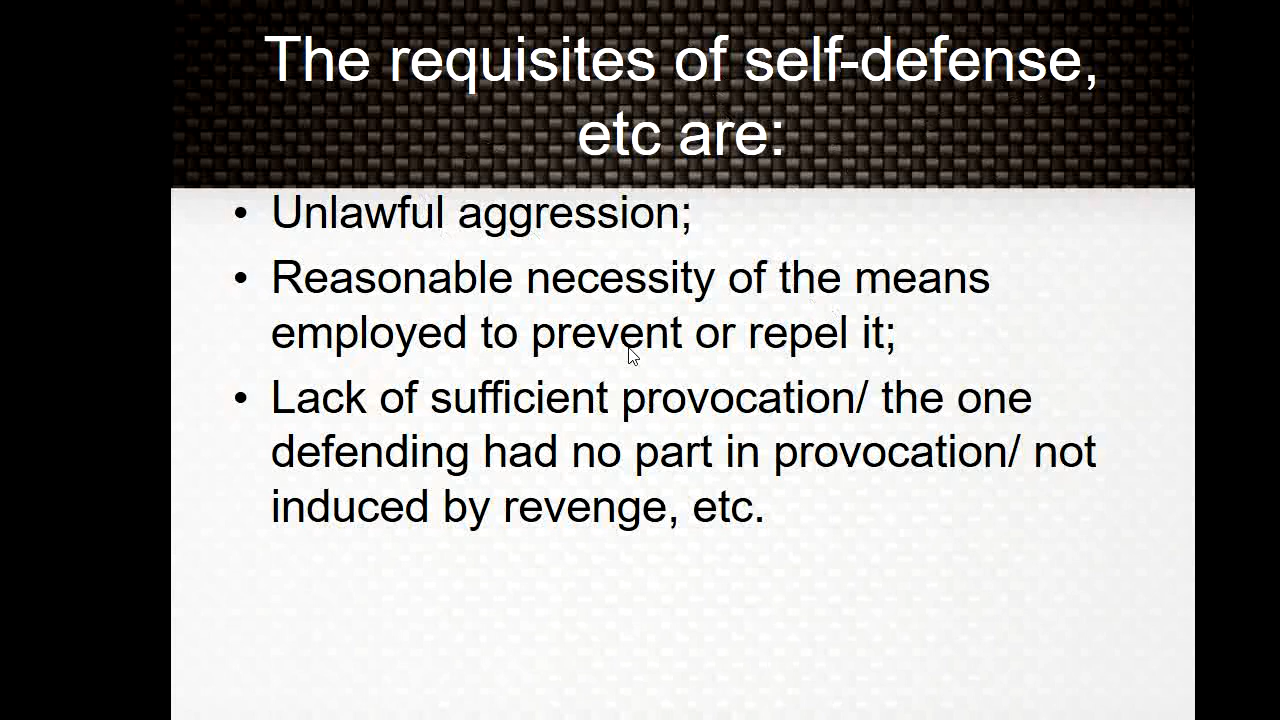 The requisites of self-defense,
etc are:
• Unlawful aggression;
• Reasonable necessity of the means
employed to prevent or repel it;
• Lack of sufficient provocation/ the one
defending had no part in provocation/ not
induced by revenge, etc.